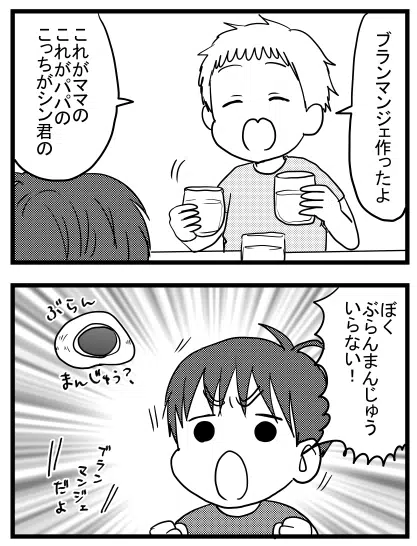 ブランマンジェ作ったよ
これがママの
これがパパの
こっちがシン君の
ぼく
ぶらんまんじゅう
いらない!
ぶらん
まんじゅう?
ブラン
マンジェ
だよ